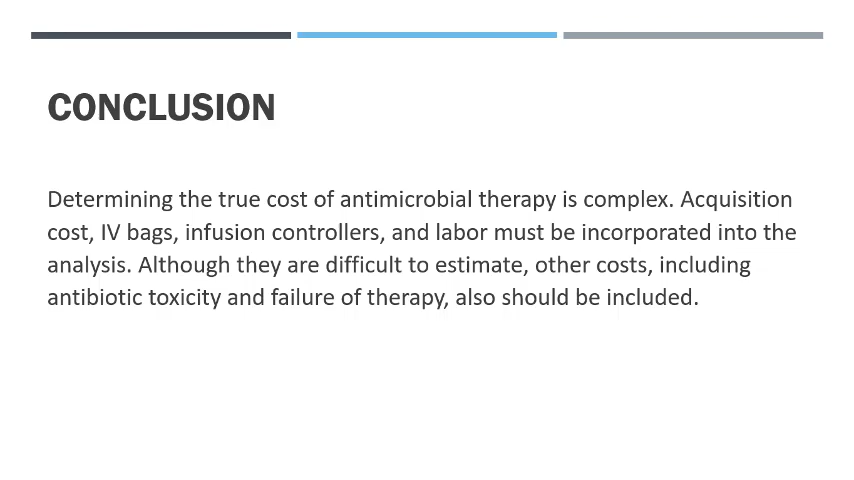 CONCLUSION
Determining the true cost of antimicrobial therapy is complex. Acquisition
cost, IV bags, infusion controllers, and labor must be incorporated into the
analysis. Although they are difficult to estimate, other costs, including
antibiotic toxicity and failure of therapy, also should be included.